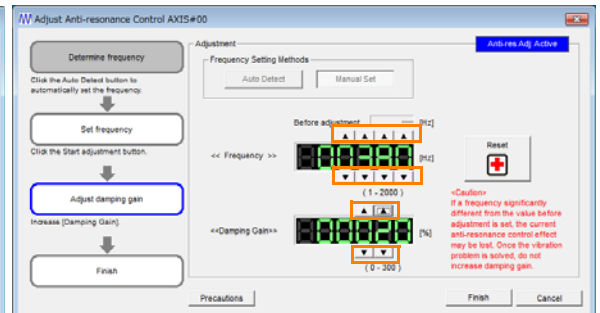 Adjust Anti-resonance Control AXIS#00
Determine frequency
Click the Auto Detect button to
automatically set the frequency.
Set frequency
Click the Start adjustment button.
Adjust damping gain
Increase [Damping Gain].
Finish
Adjustment
Anti-res Adj Active
Frequency Setting Methods
Auto Detect
Manual Set
Before adjustment --- [Hz]
<< Frequency >>
[Hz]
(1 - 2000 )
<<Damping Gain>>
000020
[%]
( 0 - 300 )
Reset
<Caution>
If a frequency significantly
different from the value before
adjustment is set, the current
anti-resonance control effect
may be lost. Once the vibration
problem is solved, do not
increase damping gain.
Precautions
Finish
Cancel